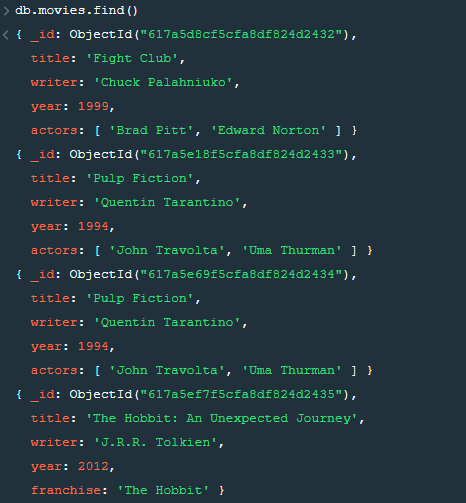 > db.movies.find()
< { _id: ObjectId("617a5d8cf5cfa8df824d2432"),
title: 'Fight Club',
writer: 'Chuck Palahniuko',
year: 1999,
actors: [ 'Brad Pitt', 'Edward Norton' ] }
{ _id: ObjectId("617a5e18f5cfa8df824d2433"),
title: 'Pulp Fiction',
writer: 'Quentin Tarantino',
year: 1994,
actors: [ 'John Travolta', 'Uma Thurman' ] }
{ _id: ObjectId("617a5e69f5cfa8df824d2434"),
title: 'Pulp Fiction',
writer: 'Quentin Tarantino',
year: 1994,
actors: [ 'John Travolta', 'Uma Thurman' ] }
{ _id: ObjectId("617a5ef7f5cfa8df824d2435"),
title: 'The Hobbit: An Unexpected Journey',
writer: 'J.R.R. Tolkien',
year: 2012,
franchise: 'The Hobbit' }